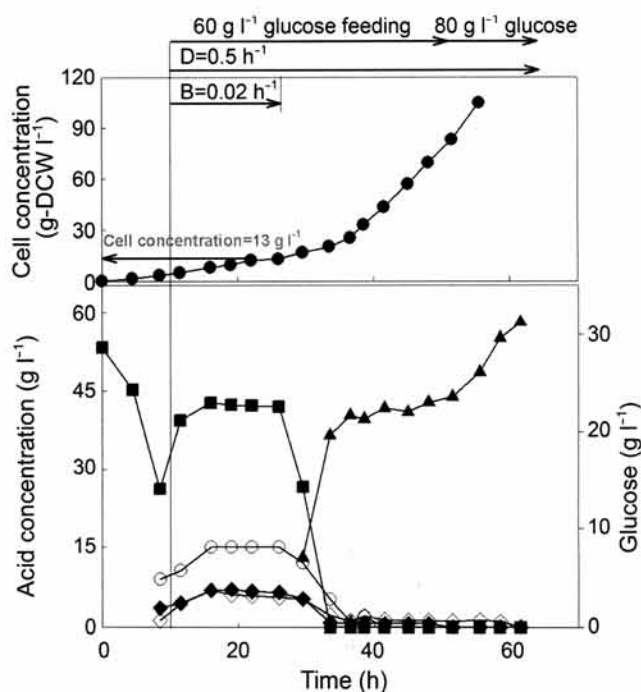 60 g l⁻¹ glucose feeding 80 g l⁻¹ glucose
D=0.5 h⁻¹
B=0.02 h⁻¹
Cell concentration
(g-DCW l⁻¹)
120
90
60
30
0
Cell concentration=13 g l⁻¹
Acid concentration (g l⁻¹)
60
45
30
15
0
Glucose (g l⁻¹)
30
20
10
0
0 20 40 60
Time (h)